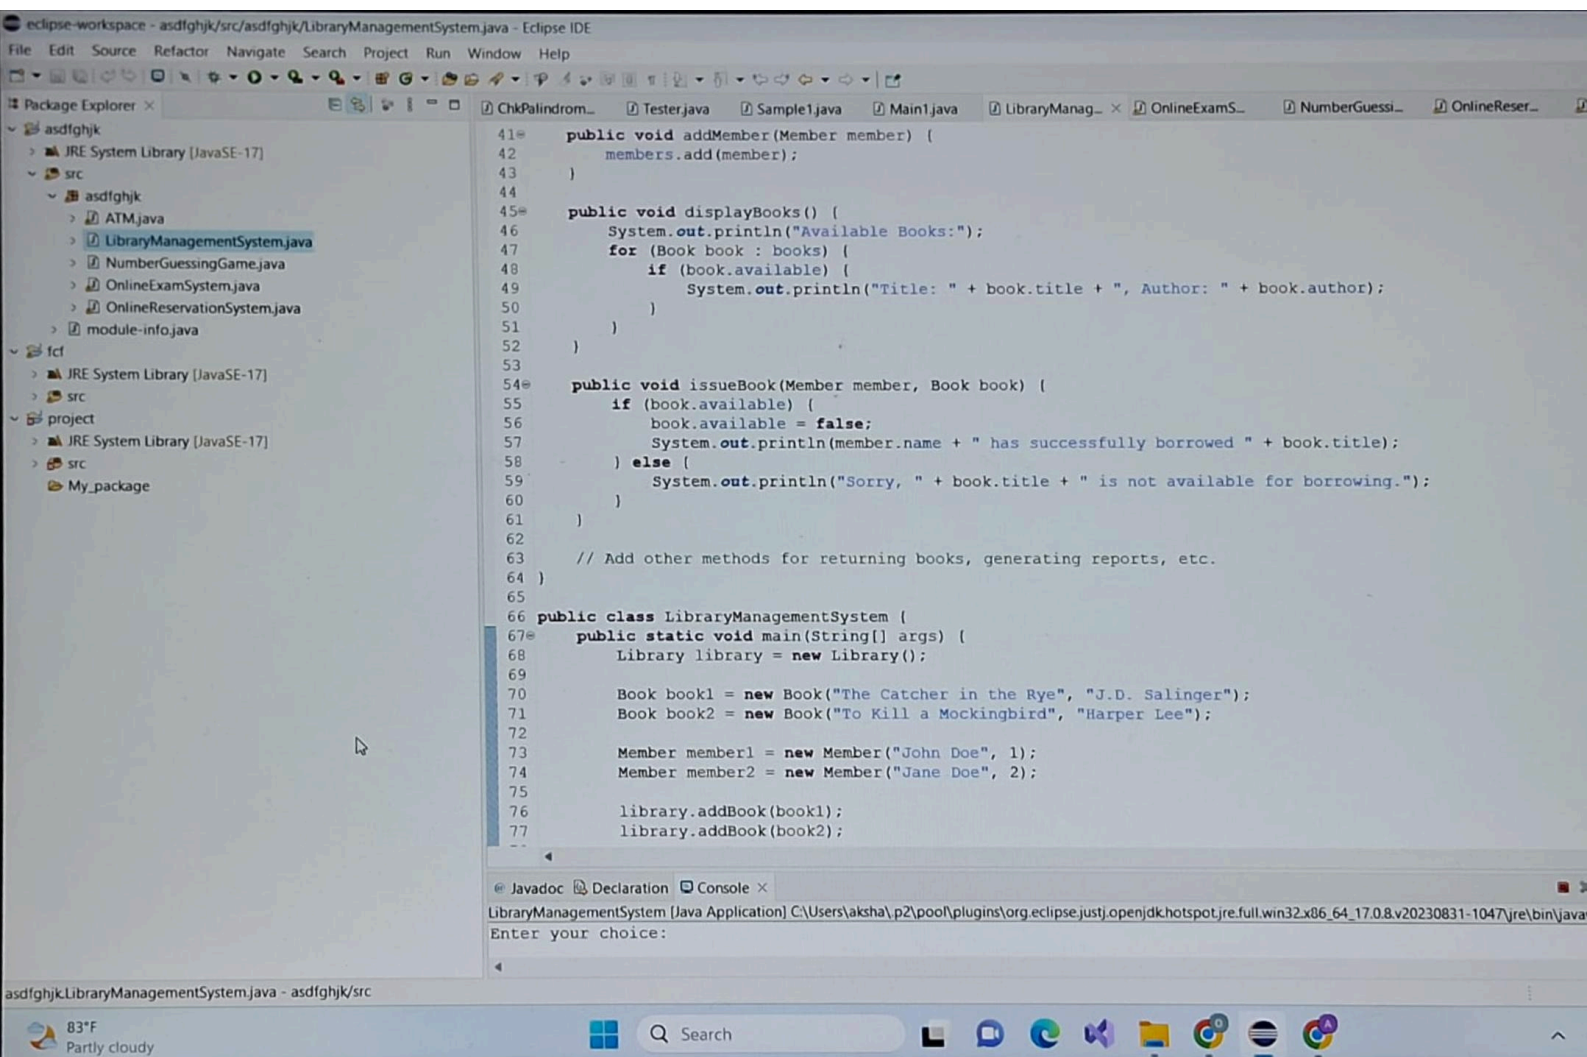 eclipse-workspace - asdfghjk/src/asdfghjk/LibraryManagementSystem.java - Eclipse IDE
File Edit Source Refactor Navigate Search Project Run Window Help
Package Explorer
asdfghjk
JRE System Library [JavaSE-17]
src
asdfghjk
ATM.java
LibraryManagementSystem.java
NumberGuessingGame.java
OnlineExamSystem.java
OnlineReservationSystem.java
module-info.java
fcf
JRE System Library [JavaSE-17]
src
project
JRE System Library [JavaSE-17]
src
My_package
ChkPalindrom... Tester.java Sample1.java Main1.java LibraryManag... OnlineExamS... NumberGuessi... OnlineReser...
41 public void addMember(Member member) {
42 members.add(member);
43 }
44
45 public void displayBooks() {
46 System.out.println("Available Books:");
47 for (Book book : books) {
48 if (book.available) {
49 System.out.println("Title: " + book.title + ", Author: " + book.author);
50 }
51 }
52 }
53
54 public void issueBook(Member member, Book book) {
55 if (book.available) {
56 book.available = false;
57 System.out.println(member.name + " has successfully borrowed " + book.title);
58 } else {
59 System.out.println("Sorry, " + book.title + " is not available for borrowing.");
60 }
61 }
62
63 // Add other methods for returning books, generating reports, etc.
64 }
65
66 public class LibraryManagementSystem {
67 public static void main(String[] args) {
68 Library library = new Library();
69
70 Book book1 = new Book("The Catcher in the Rye", "J.D. Salinger");
71 Book book2 = new Book("To Kill a Mockingbird", "Harper Lee");
72
73 Member member1 = new Member("John Doe", 1);
74 Member member2 = new Member("Jane Doe", 2);
75
76 library.addBook(book1);
77 library.addBook(book2);
Javadoc Declaration Console
LibraryManagementSystem [Java Application] C:\Users\aksha\.p2\pool\plugins\org.eclipse.justj.openjdk.hotspot.jre.full.win32.x86_64_17.0.8.v20230831-1047\jre\bin\java
Enter your choice:
asdfghjk.LibraryManagementSystem.java - asdfghjk/src
83°F
Partly cloudy
Search